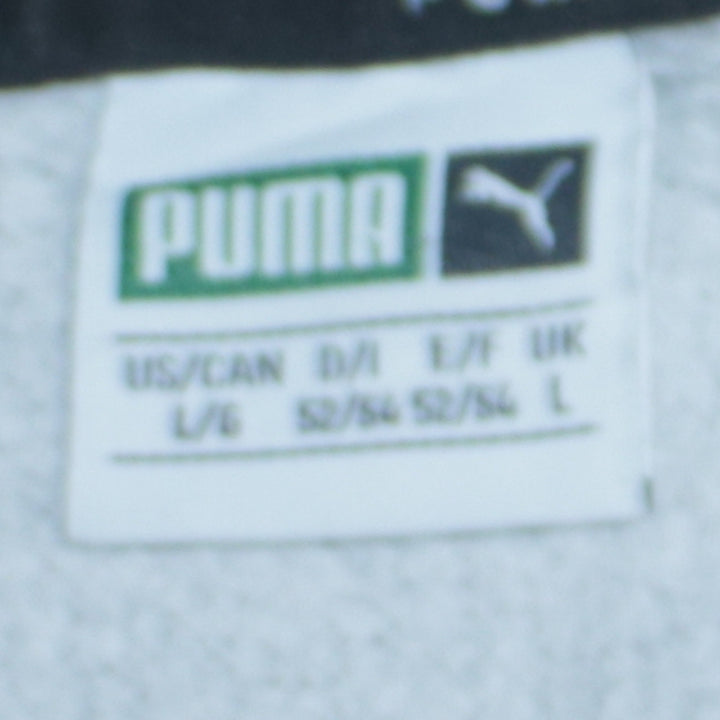 PUMA
US/CAN D/I E/F UK
L/G 52/54 52/54 L